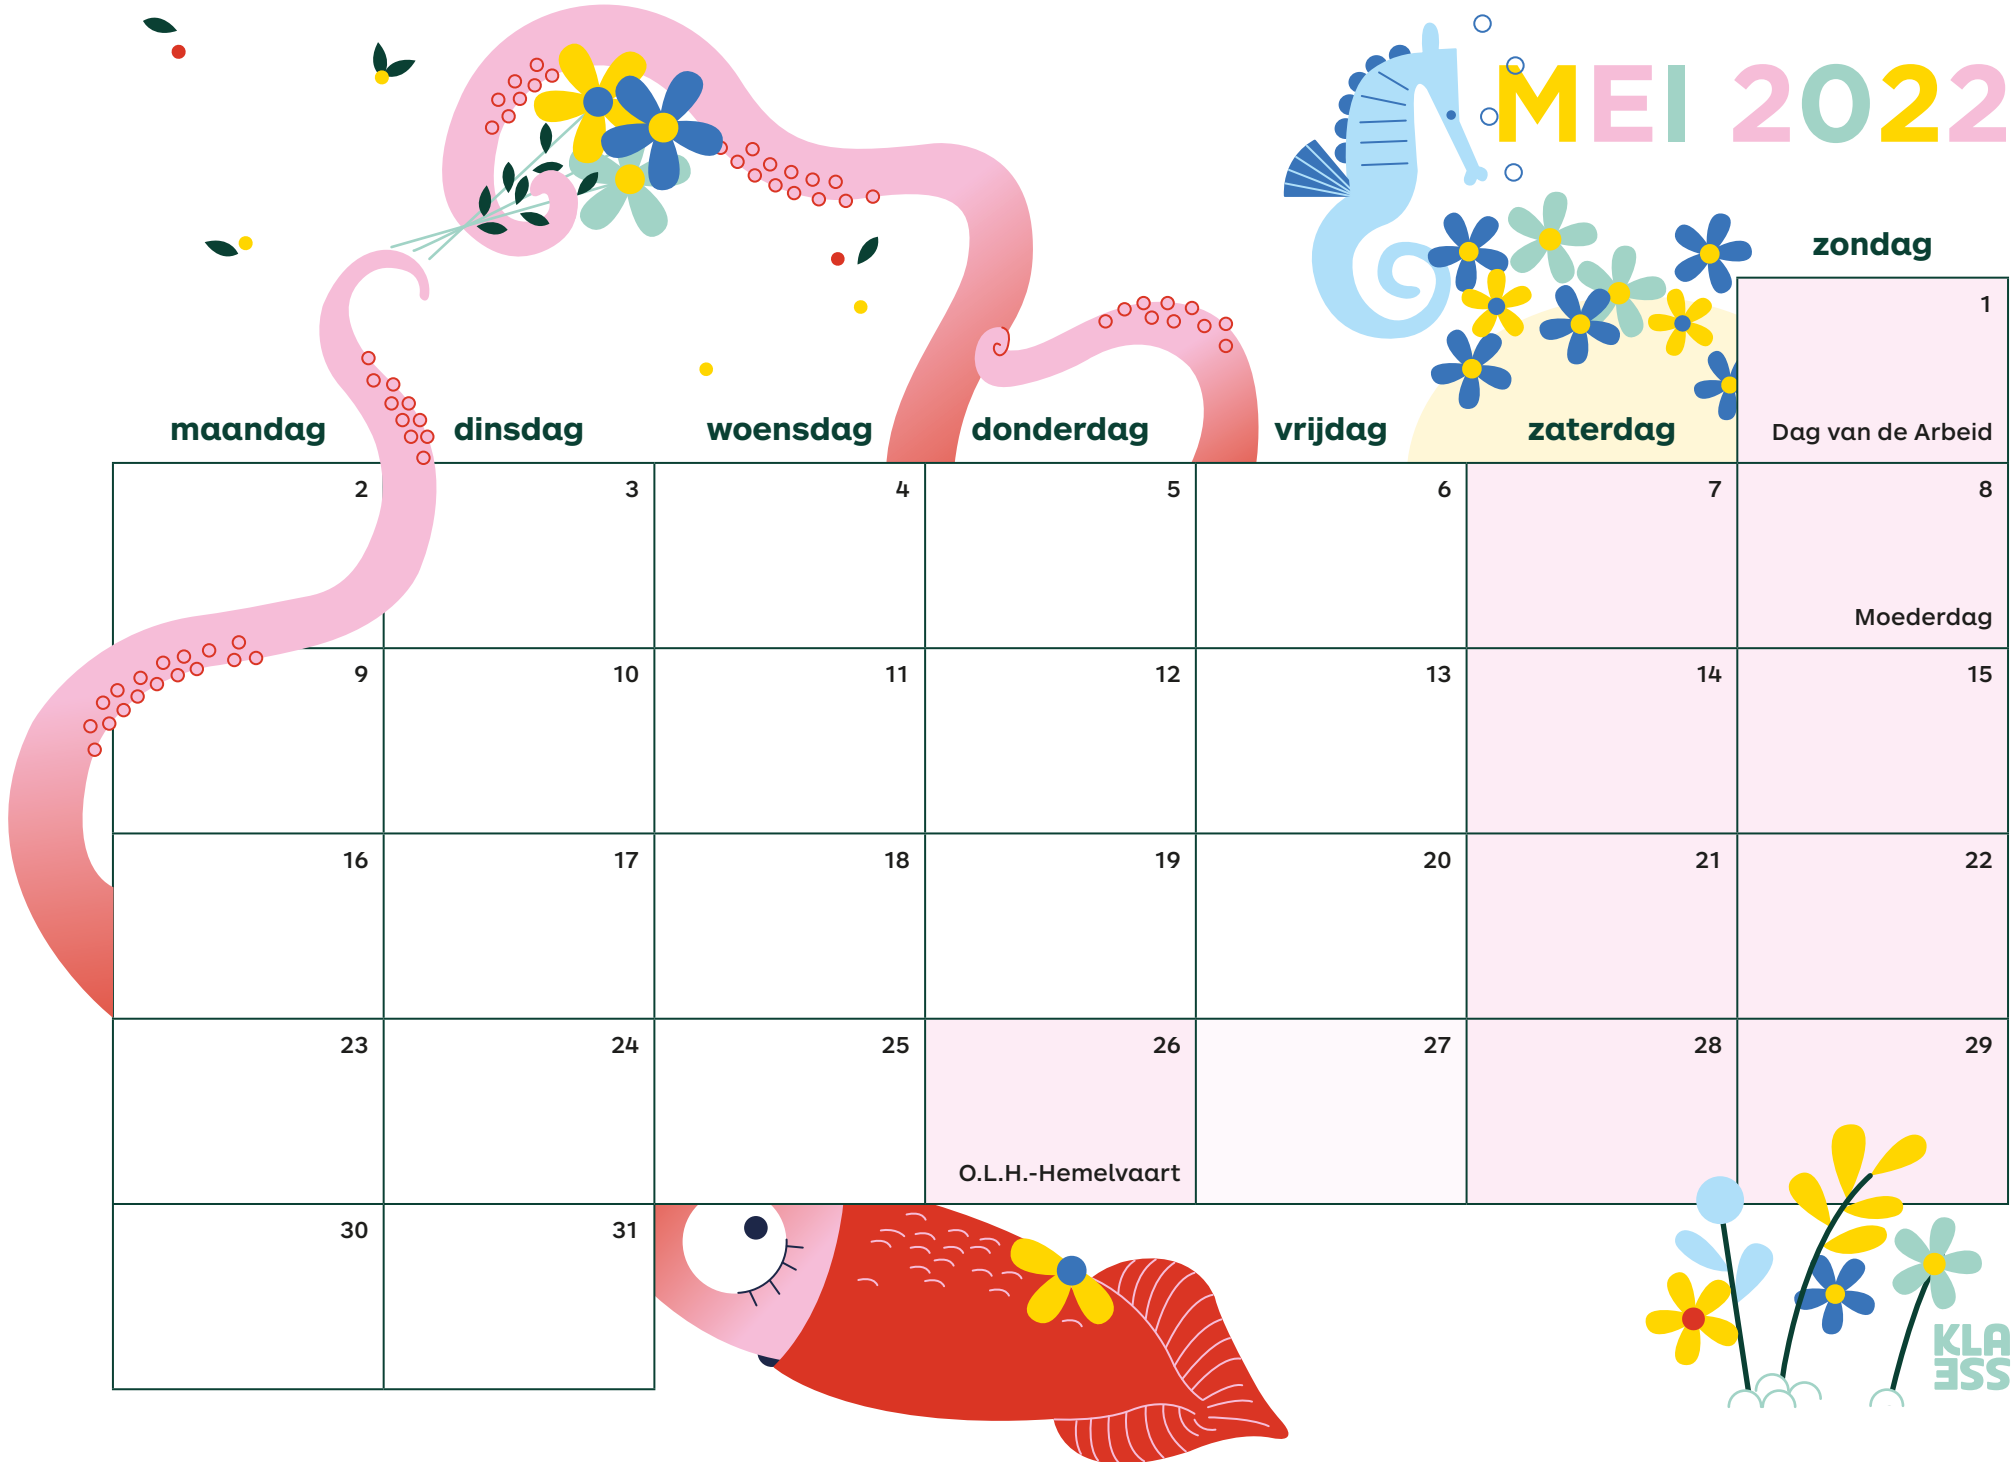 MEI 2022
zondag
1
Dag van de Arbeid
maandag dinsdag woensdag donderdag vrijdag zaterdag
2 3 4 5 6 7 8
Moederdag
9 10 11 12 13 14 15
16 17 18 19 20 21 22
23 24 25 26 27 28 29
O.L.H.-Hemelvaart
30 31
KLA
ESS